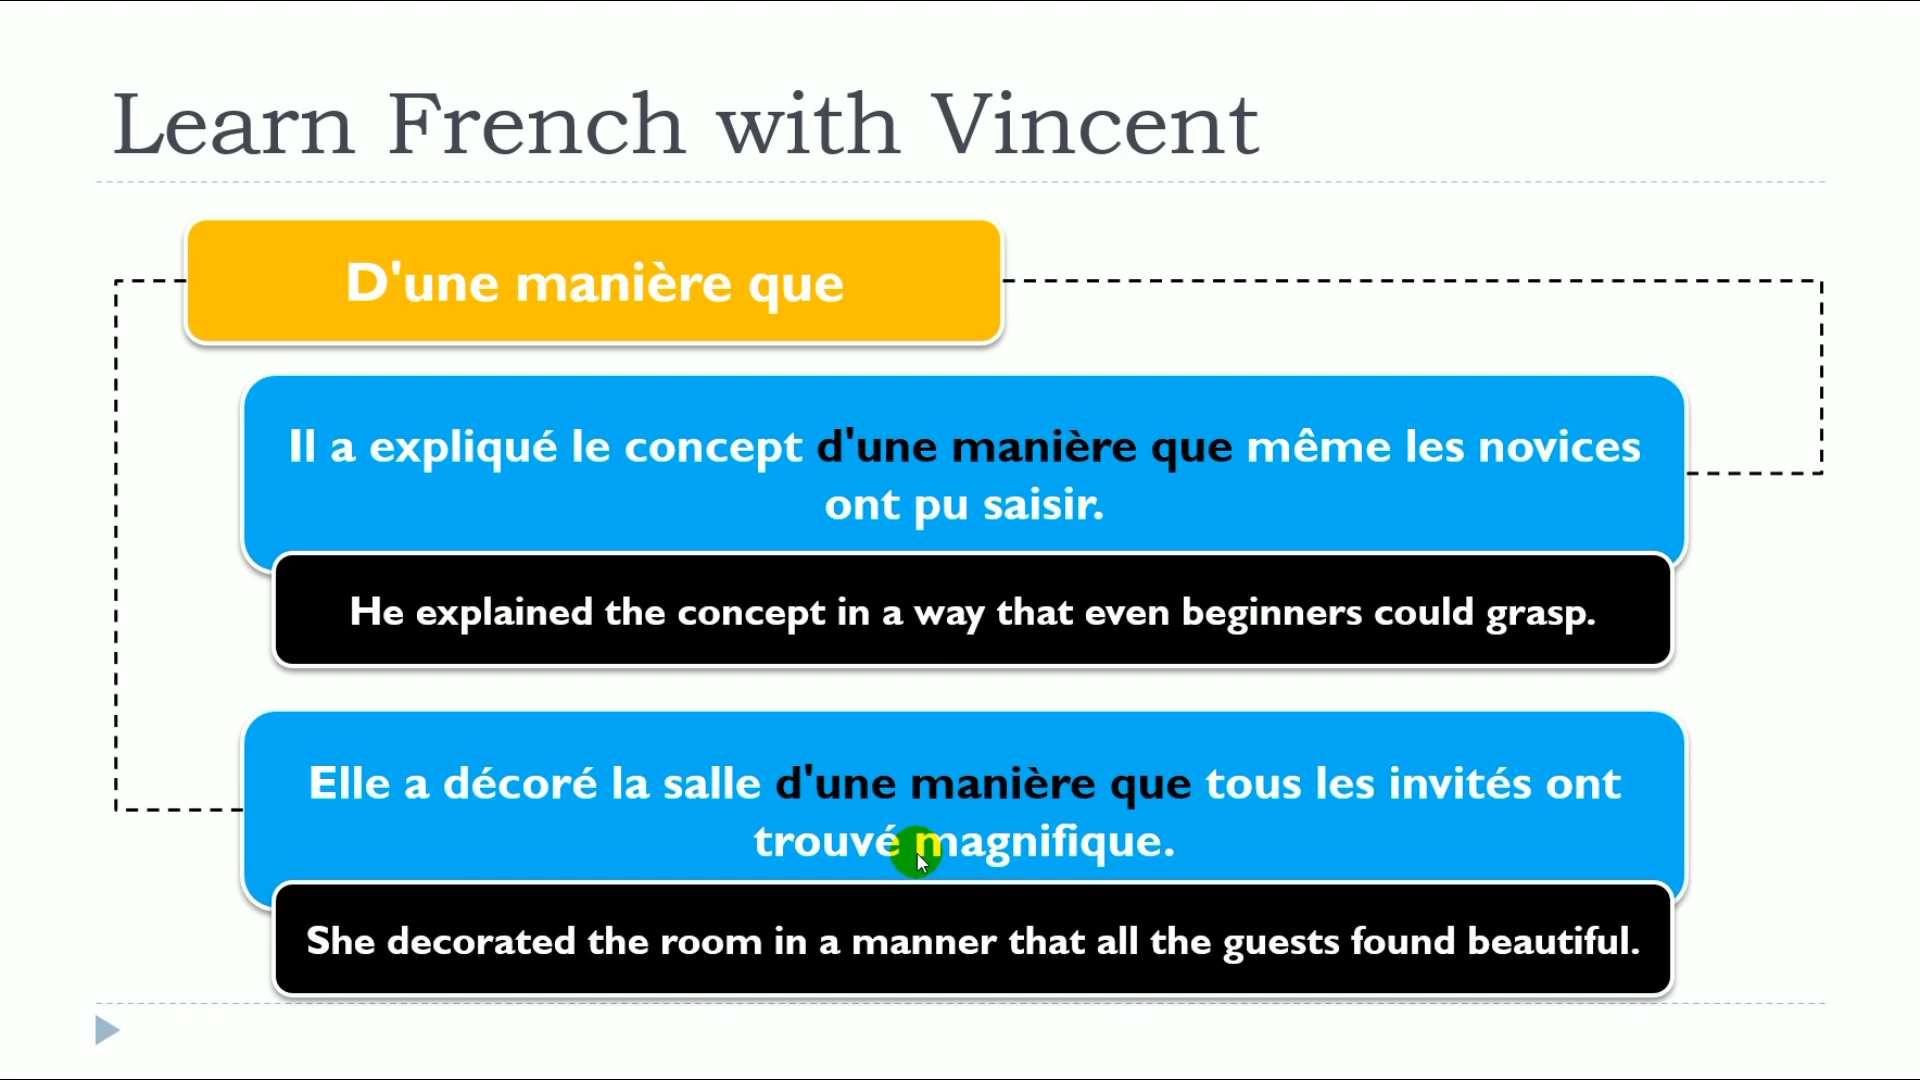 Learn French with Vincent
D'une manière que
Il a expliqué le concept d'une manière que même les novices
ont pu saisir.
He explained the concept in a way that even beginners could grasp.
Elle a décoré la salle d'une manière que tous les invités ont
trouvé magnifique.
She decorated the room in a manner that all the guests found beautiful.